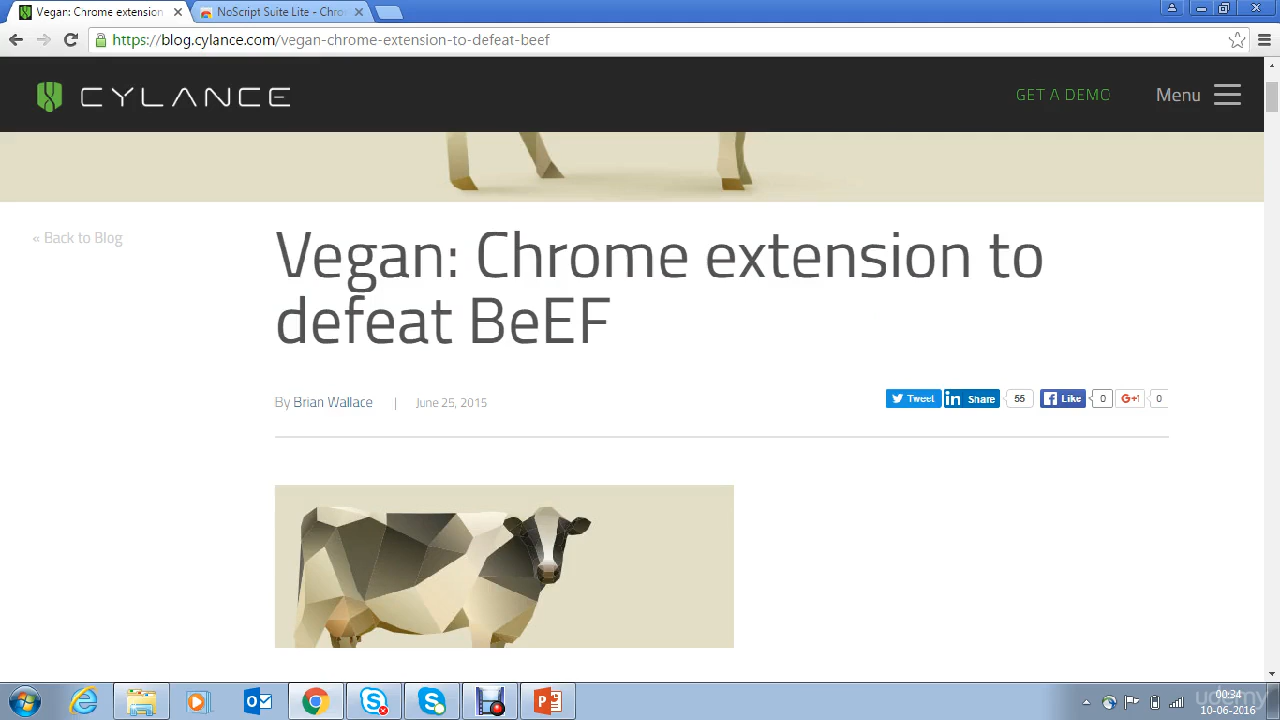 Vegan: Chrome extension
NoScript Suite Lite - Chro
https://blog.cylance.com/vegan-chrome-extension-to-defeat-beef
CYLANCE
GET A DEMO
Menu
« Back to Blog
Vegan: Chrome extension to
defeat BeEF
By Brian Wallace | June 25, 2015
Tweet
Share
55
Like
0
G+1
0
00:34
10-06-2016
udemy